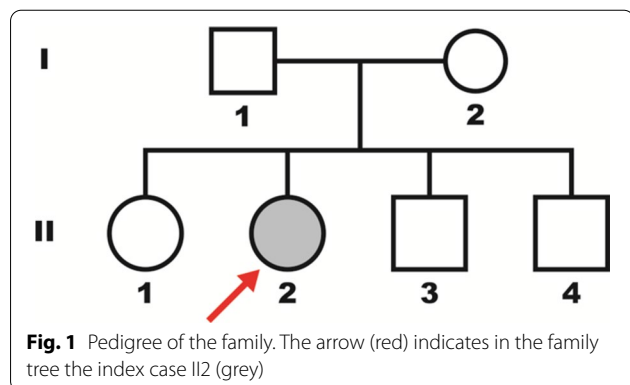 I
1
2
II
1
2
3
4
Fig. 1 Pedigree of the family. The arrow (red) indicates in the family
tree the index case II2 (grey)